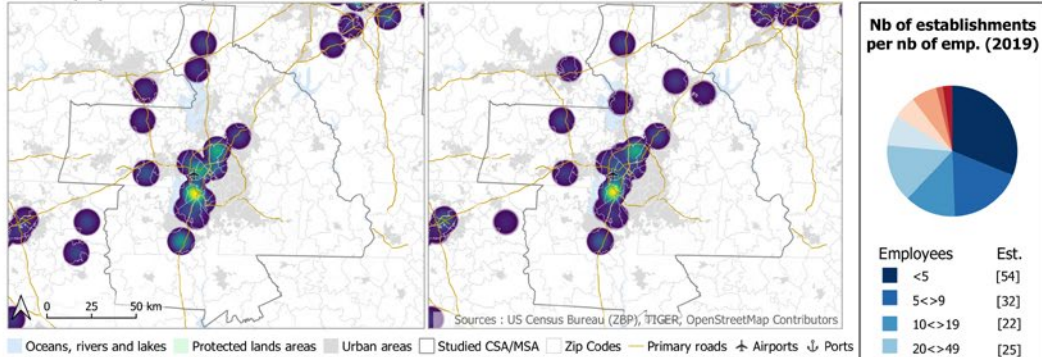 Nb of establishments
per nb of emp. (2019)
Employees Est.
<5 [54]
5<>9 [32]
10<>19 [22]
20<>49 [25]
0 25 50 km
Sources : US Census Bureau (ZBP), TIGER, OpenStreetMap Contributors
Oceans, rivers and lakes Protected lands areas Urban areas Studied CSA/MSA Zip Codes Primary roads Airports Ports